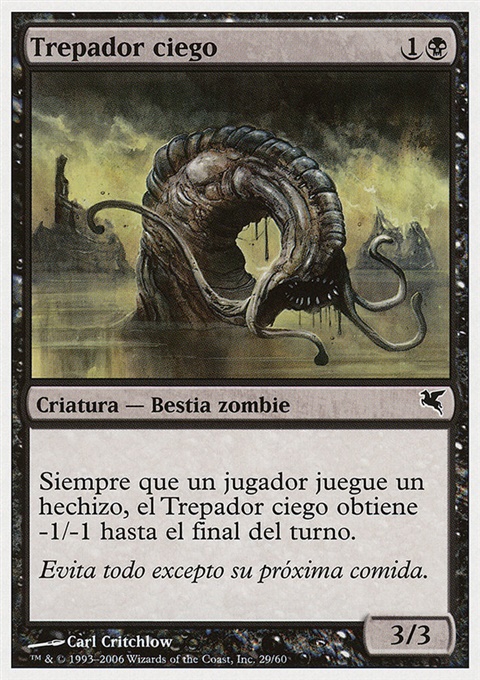 Trepador ciego 1
Criatura — Bestia zombie
Siempre que un jugador juegue un
hechizo, el Trepador ciego obtiene
-1/-1 hasta el final del turno.
Evita todo excepto su próxima comida.
Carl Critchlow
3/3
™ & © 1993–2006 Wizards of the Coast, Inc. 29/60